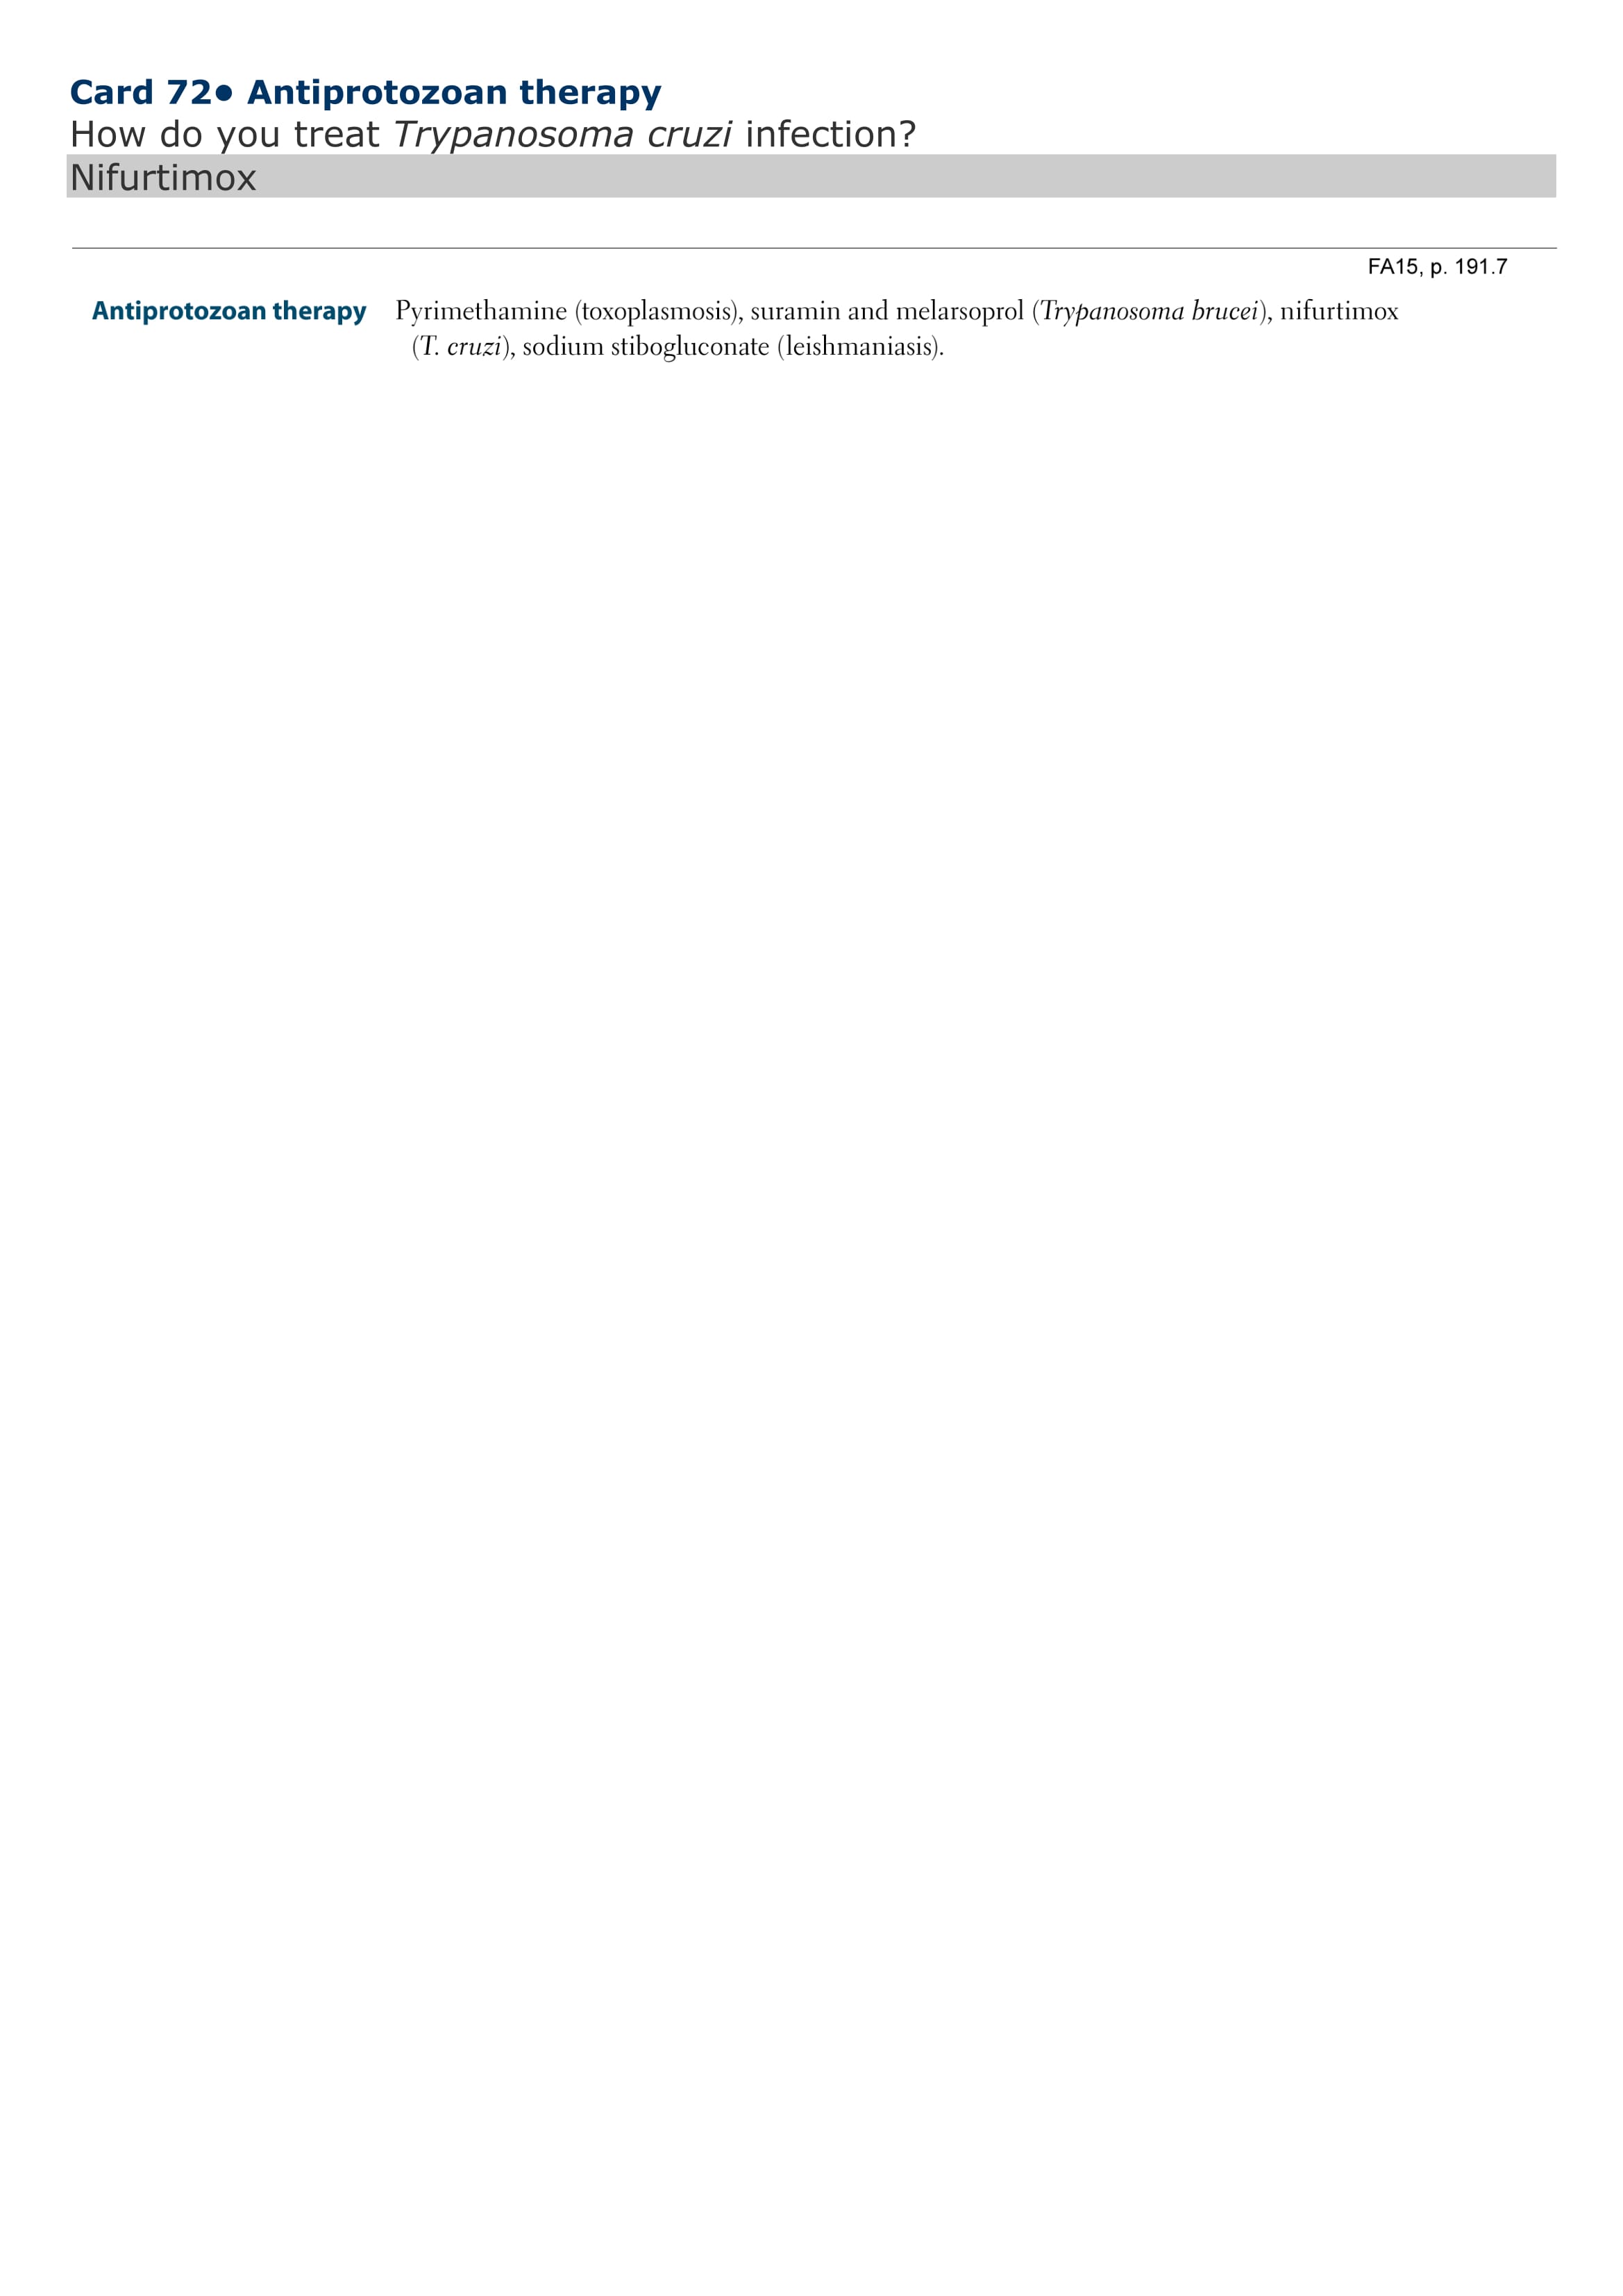 Card 72● Antiprotozoan therapy
How do you treat Trypanosoma cruzi infection?
Nifurtimox
FA15, p. 191.7
Antiprotozoan therapy Pyrimethamine (toxoplasmosis), suramin and melarsoprol (Trypanosoma brucei), nifurtimox
(T. cruzi), sodium stibogluconate (leishmaniasis).